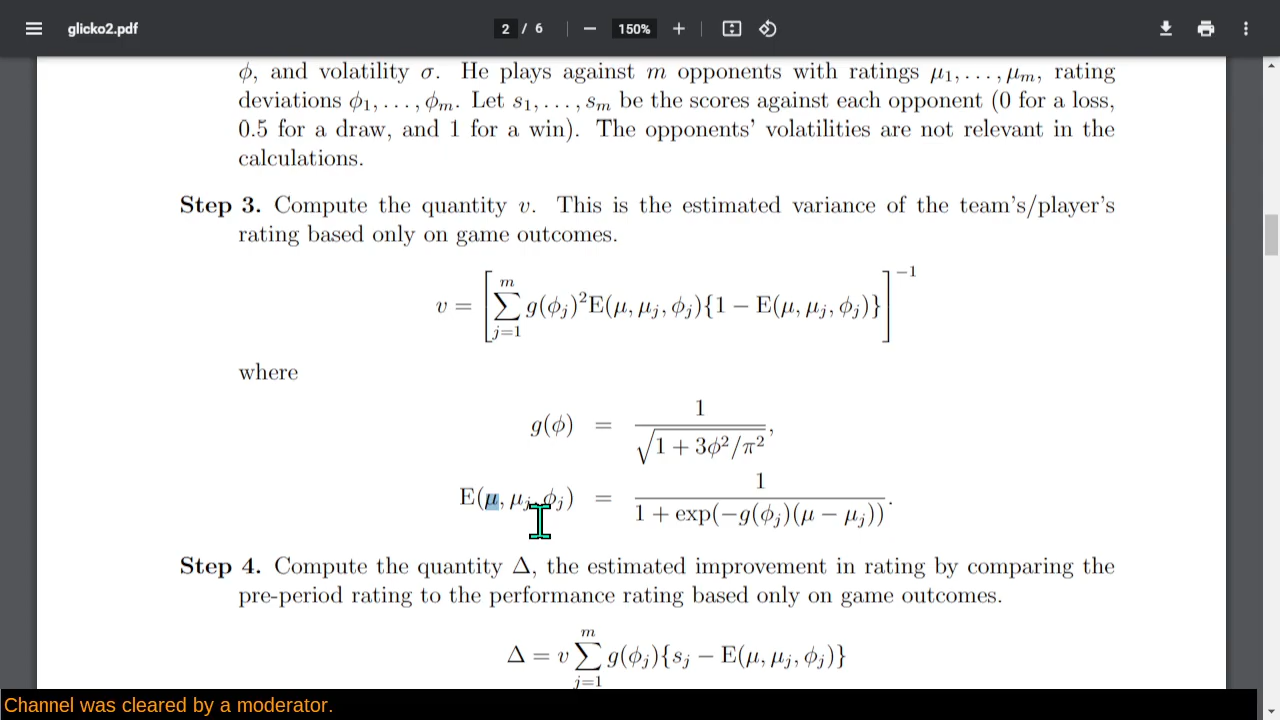 glicko2.pdf
2 / 6
150%
ϕ, and volatility σ. He plays against m opponents with ratings μ1, . . . , μm, rating
deviations ϕ1, . . . , ϕm. Let s1, . . . , sm be the scores against each opponent (0 for a loss,
0.5 for a draw, and 1 for a win). The opponents’ volatilities are not relevant in the
calculations.
Step 3. Compute the quantity v. This is the estimated variance of the team’s/player’s
rating based only on game outcomes.
v = [∑_{j=1}^{m} g(ϕj)²E(μ, μj, ϕj){1 − E(μ, μj, ϕj)}]^{−1}
where
g(ϕ) = 1/√(1 + 3ϕ²/π²),
E(μ, μj, ϕj) = 1/(1 + exp(−g(ϕj)(μ − μj))).
Step 4. Compute the quantity Δ, the estimated improvement in rating by comparing the
pre-period rating to the performance rating based only on game outcomes.
Δ = v ∑_{j=1}^{m} g(ϕj){sj − E(μ, μj, ϕj)}
Channel was cleared by a moderator.